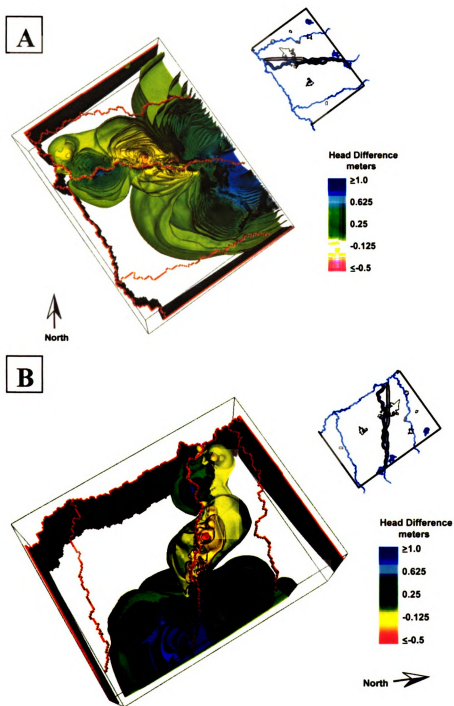 A
Head Difference
meters
≥1.0
0.625
0.25
-0.125
≤-0.5
North
B
Head Difference
meters
≥1.0
0.625
0.25
-0.125
≤-0.5
North